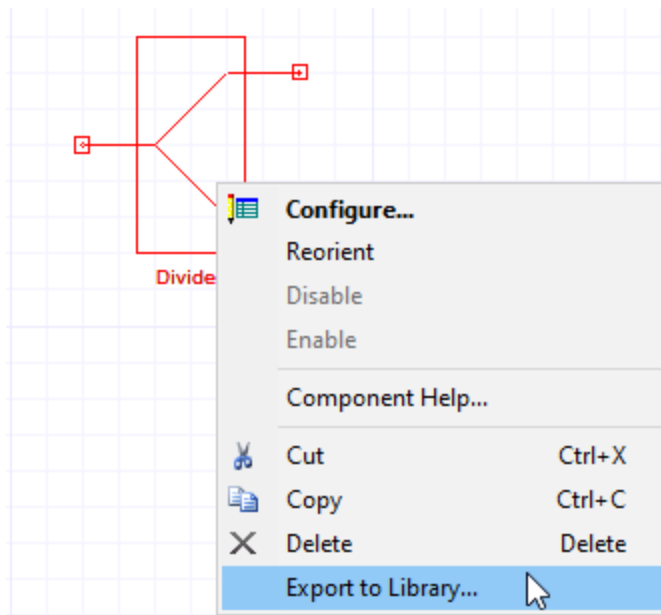 Configure...
Reorient
Disable
Enable
Divide
Component Help...
Cut Ctrl+X
Copy Ctrl+C
Delete Delete
Export to Library...